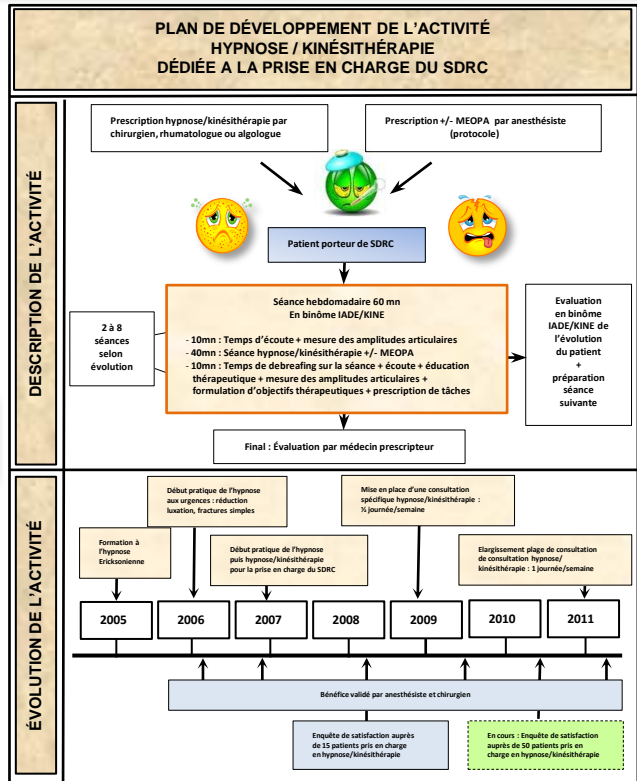 PLAN DE DÉVELOPPEMENT DE L'ACTIVITÉ
HYPNOSE / KINÉSITHÉRAPIE
DÉDIÉE A LA PRISE EN CHARGE DU SDRC
DESCRIPTION DE L'ACTIVITÉ
Prescription hypnose/kinésithérapie par
chirurgien, rhumatologue ou algologue
Prescription +/- MEOPA par anesthésiste
(protocole)
Patient porteur de SDRC
2 à 8
séances
selon
évolution
Séance hebdomadaire 60 mn
En binôme IADE/KINE
- 10mn : Temps d'écoute + mesure des amplitudes articulaires
- 40mn : Séance hypnose/kinésithérapie +/- MEOPA
- 10mn : Temps de debreafing sur la séance + écoute + éducation
thérapeutique + mesure des amplitudes articulaires +
formulation d'objectifs thérapeutiques + prescription de tâches
Evaluation
en binôme
IADE/KINE de
l'évolution
du patient
+
préparation
séance
suivante
Final : Évaluation par médecin prescripteur
ÉVOLUTION DE L'ACTIVITÉ
Début pratique de l'hypnose
aux urgences : réduction
luxation, fractures simples
Mise en place d'une consultation
spécifique hypnose/kinésithérapie :
½ journée/semaine
Formation à
l'hypnose
Ericksonienne
Début pratique de l'hypnose
puis hypnose/kinésithérapie
pour la prise en charge du SDRC
Elargissement plage de consultation
de consultation hypnose/
kinésithérapie : 1 journée/semaine
2005
2006
2007
2008
2009
2010
2011
Bénéfice validé par anesthésiste et chirurgien
Enquête de satisfaction auprès
de 15 patients pris en charge
en hypnose/kinésithérapie
En cours : Enquête de satisfaction
auprès de 50 patients pris en
charge en hypnose/kinésithérapie